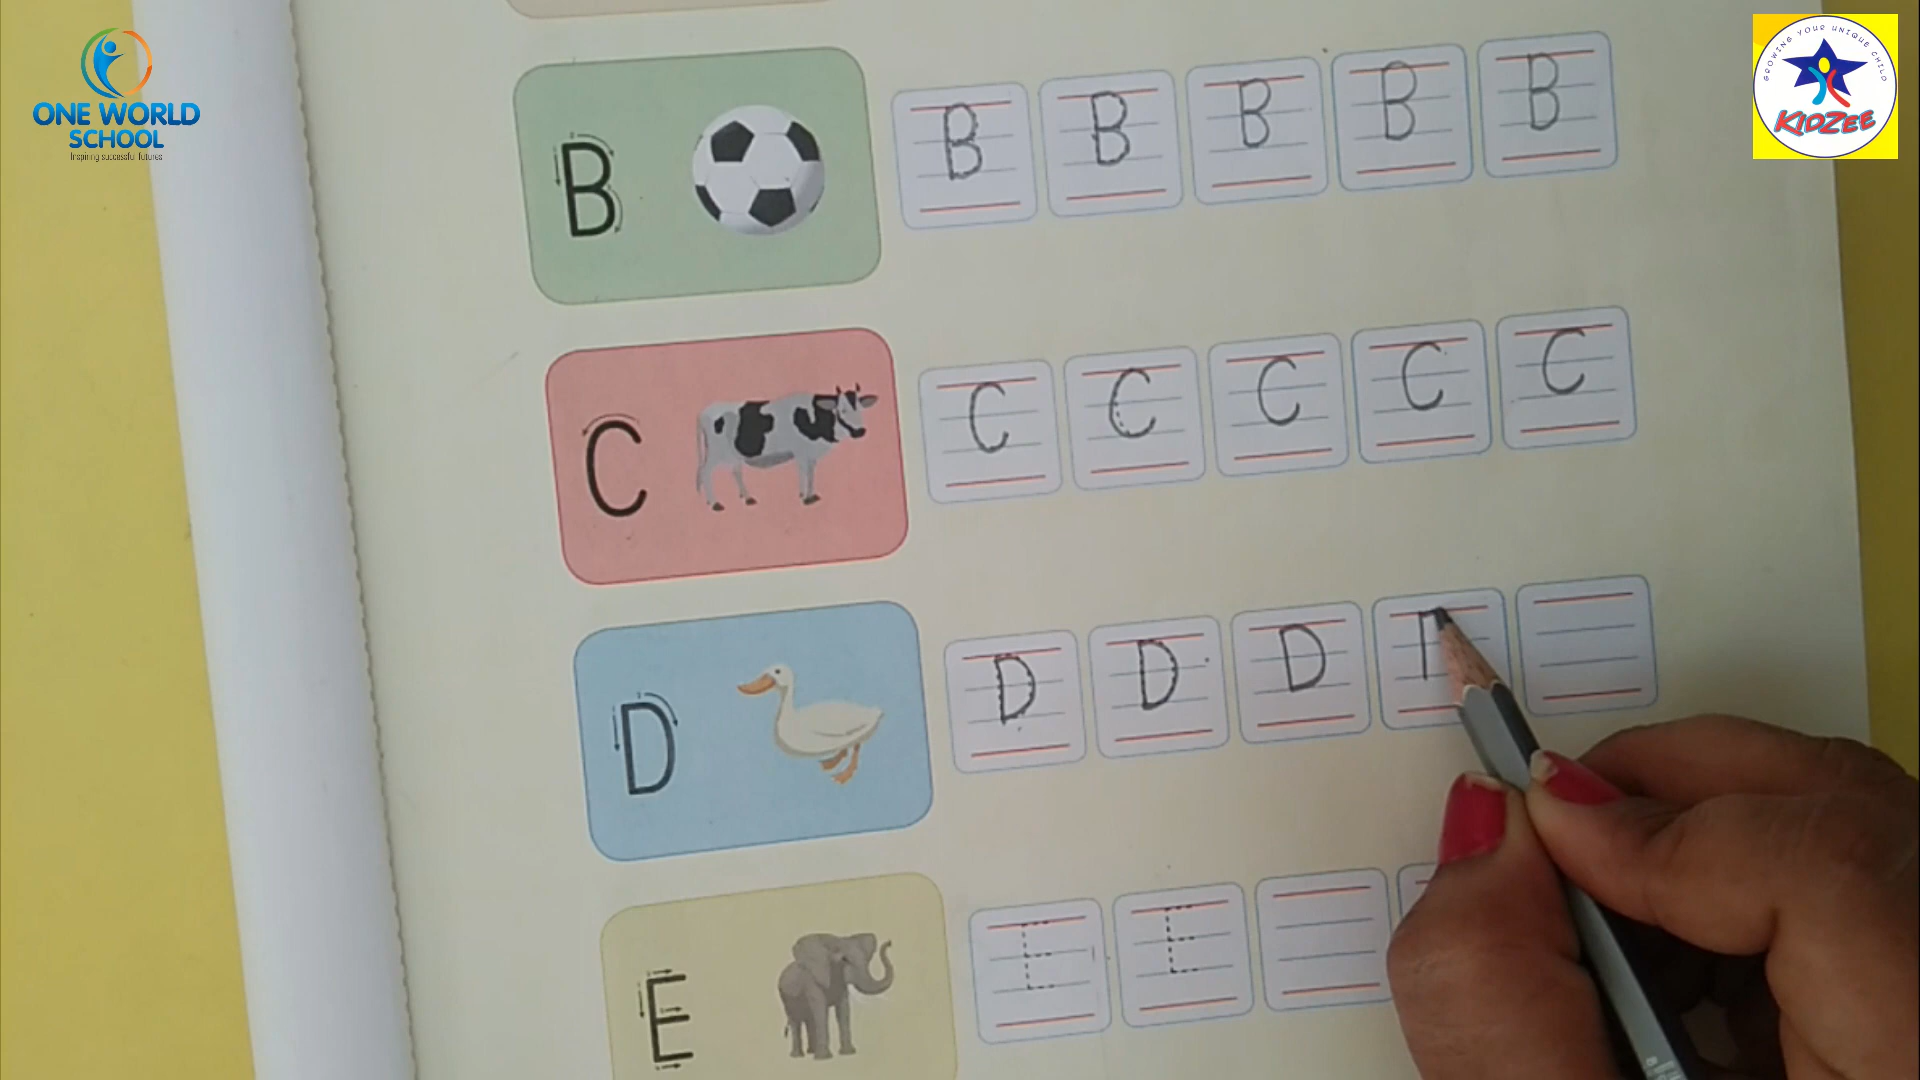 ONE WORLD
SCHOOL
Inspiring successful futures
GROWING YOUR UNIQUE CHILD
KIDZEE
B B B B B B
C C C C C C
D D D D
E E E